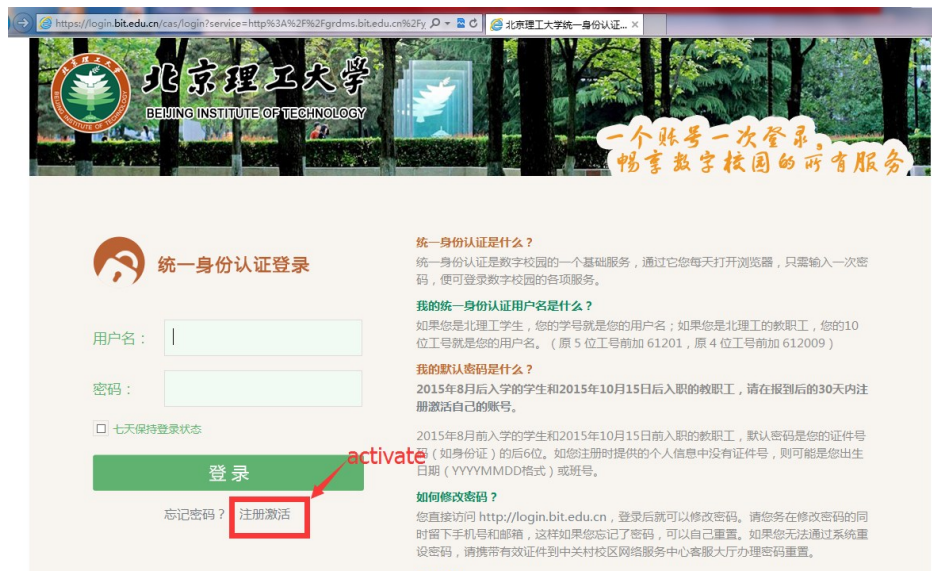 https://login.bit.edu.cn/cas/login?service=http%3A%2F%2Fgrdms.bit.edu.cn%2Fy
北京理工大学统一身份认证...
北京理工大學
BEIJING INSTITUTE OF TECHNOLOGY
一个账号一次登录,
畅享数字校园的所有服务
统一身份认证登录
用户名：
密码：
七天保持登录状态
登录
忘记密码？ 注册激活
activate
统一身份认证是什么？
统一身份认证是数字校园的一个基础服务，通过它您每天打开浏览器，只需输入一次密
码，便可登录数字校园的各项服务。
我的统一身份认证用户名是什么？
如果您是北理工学生，您的学号就是您的用户名；如果您是北理工的教职工，您的10
位工号就是您的用户名。（原 5 位工号前加 61201，原 4 位工号前加 612009）
我的默认密码是什么？
2015年8月后入学的学生和2015年10月15日后入职的教职工，请在报到后的30天内注
册激活自己的账号。
2015年8月前入学的学生和2015年10月15日前入职的教职工，默认密码是您的证件号
码（如身份证）的后6位。如您注册时提供的个人信息中没有证件号，则可能是您出生
日期（YYYYMMDD格式）或班号。
如何修改密码？
您直接访问 http://login.bit.edu.cn，登录后就可以修改密码。请您务在修改密码的同
时留下手机号和邮箱，这样如果您忘记了密码，可以自己重置。如果您无法通过系统重
设密码，请携带有效证件到中关村校区网络服务中心客服大厅办理密码重置。